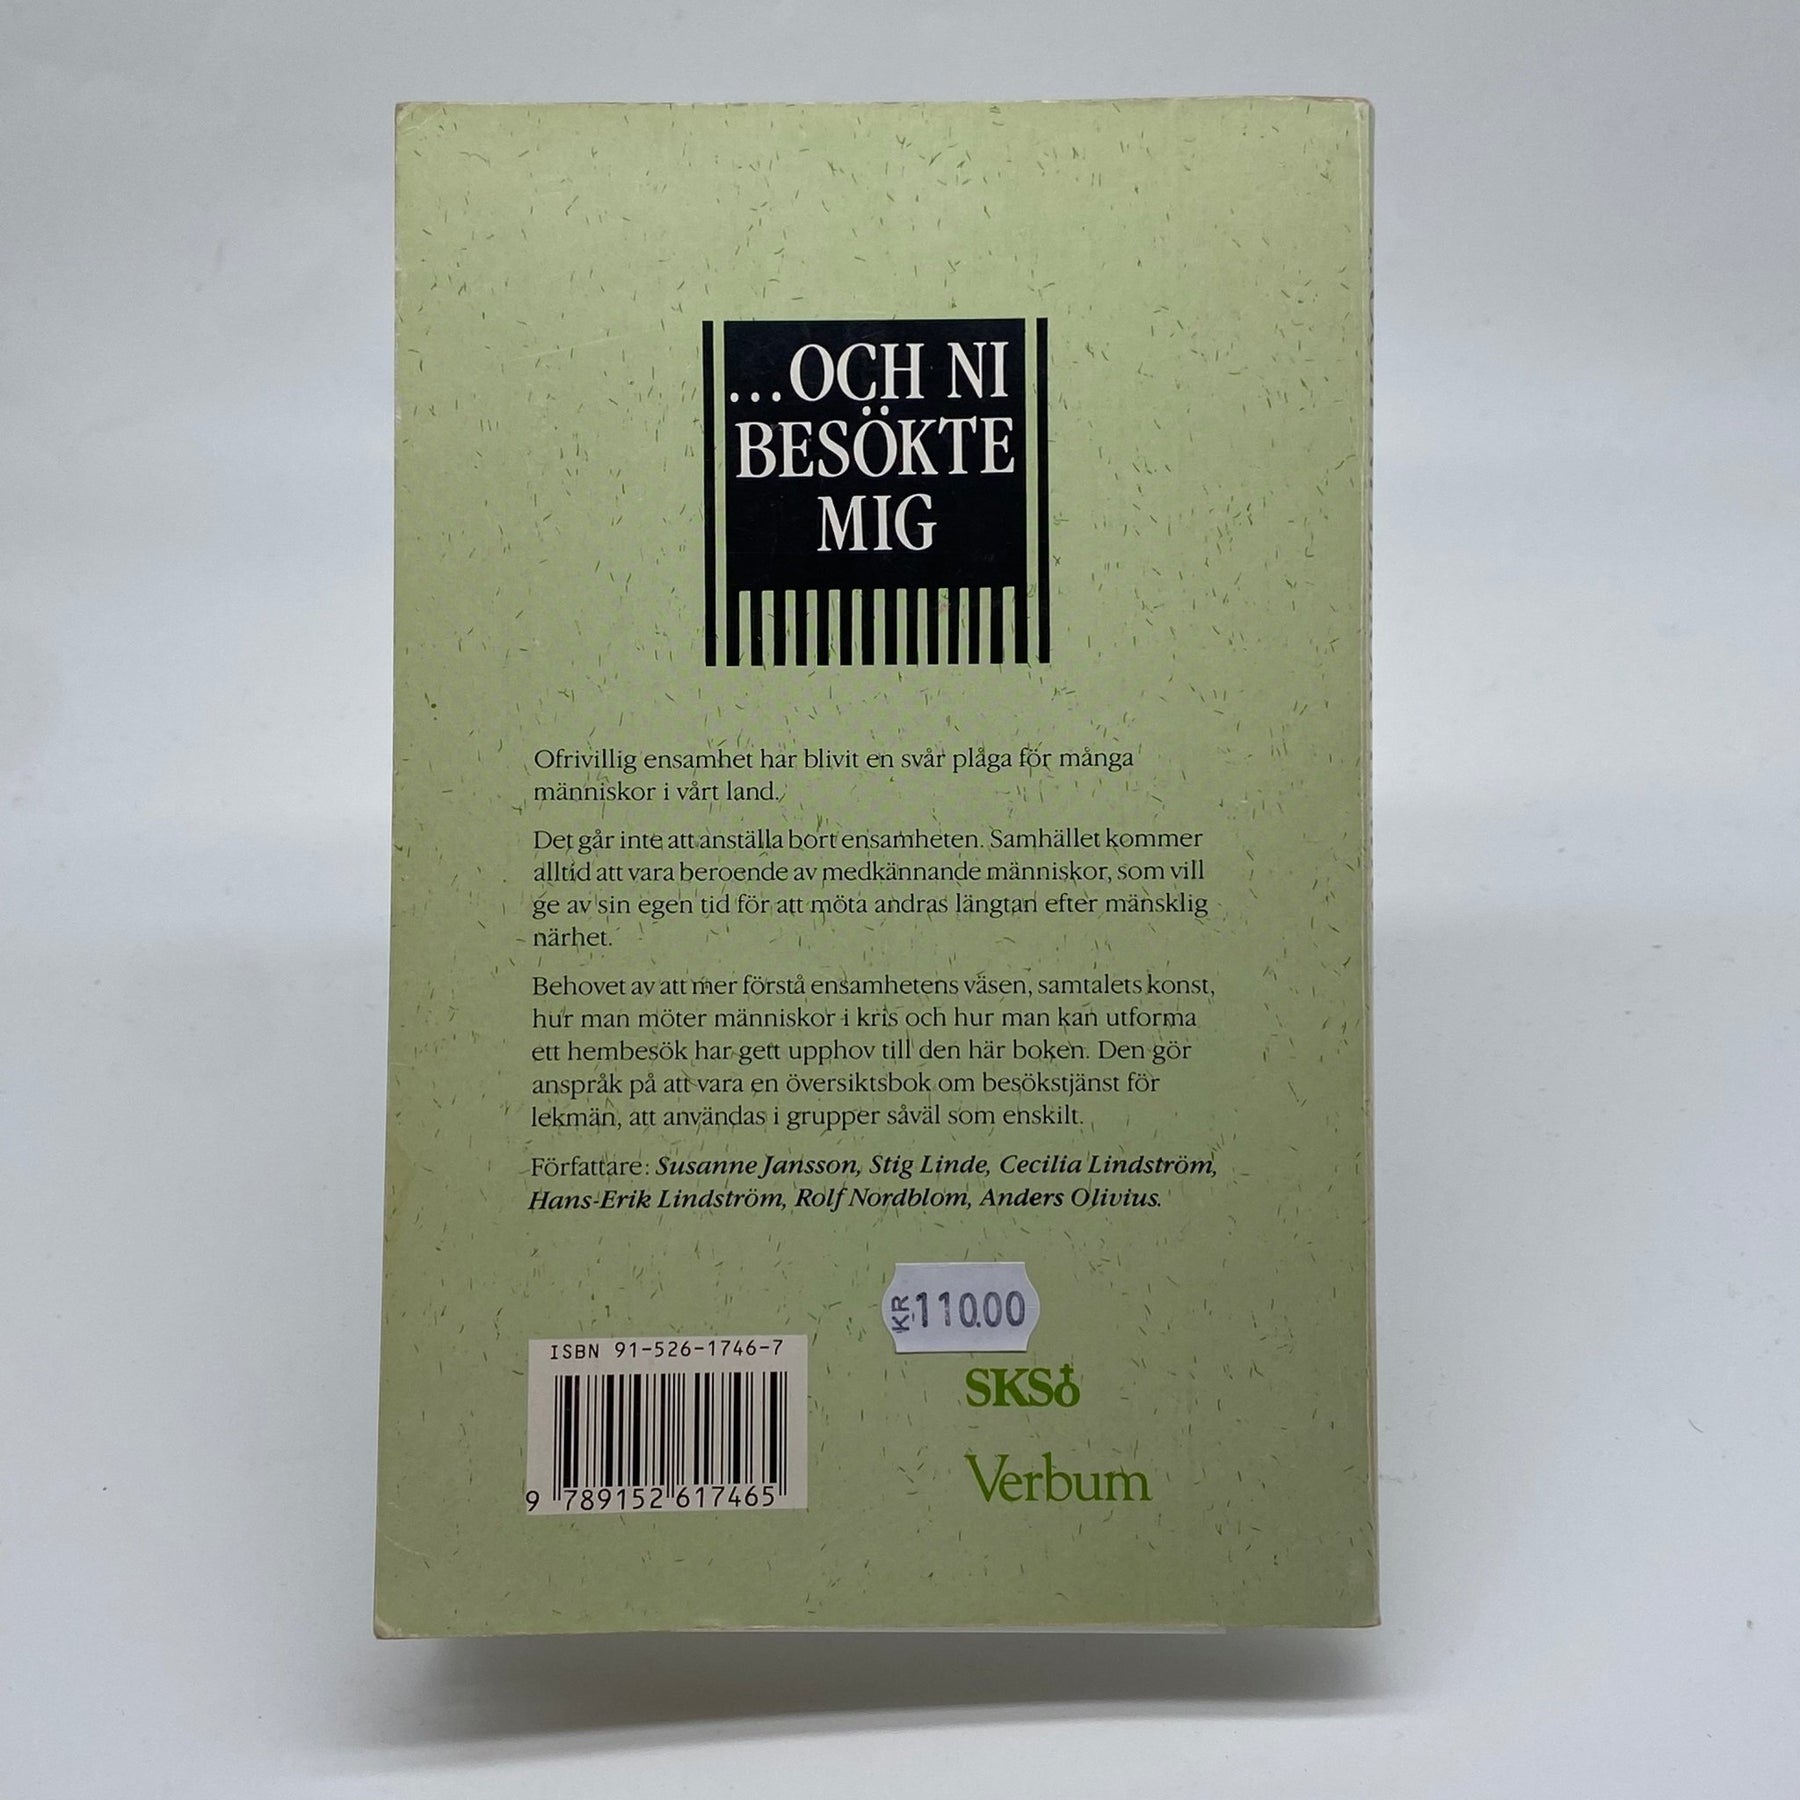 ...OCH NI
BESÖKTE
MIG
Ofrivillig ensamhet har blivit en svår plåga för många
människor i vårt land.
Det går inte att anställa bort ensamheten. Samhället kommer
alltid att vara beroende av medkännande människor, som vill
ge av sin egen tid för att möta andras längtan efter mänsklig
närhet.
Behovet av att mer förstå ensamhetens väsen, samtalets konst,
hur man möter människor i kris och hur man kan utforma
ett hembesök har gett upphov till den här boken. Den gör
anspråk på att vara en översiktsbok om besökstjänst för
lekmän, att användas i grupper såväl som enskilt.
Författare: Susanne Jansson, Stig Linde, Cecilia Lindström,
Hans-Erik Lindström, Rolf Nordblom, Anders Olivius.
KR 110.00
ISBN 91-526-1746-7
9 789152 617465
SKSÖ
Verbum